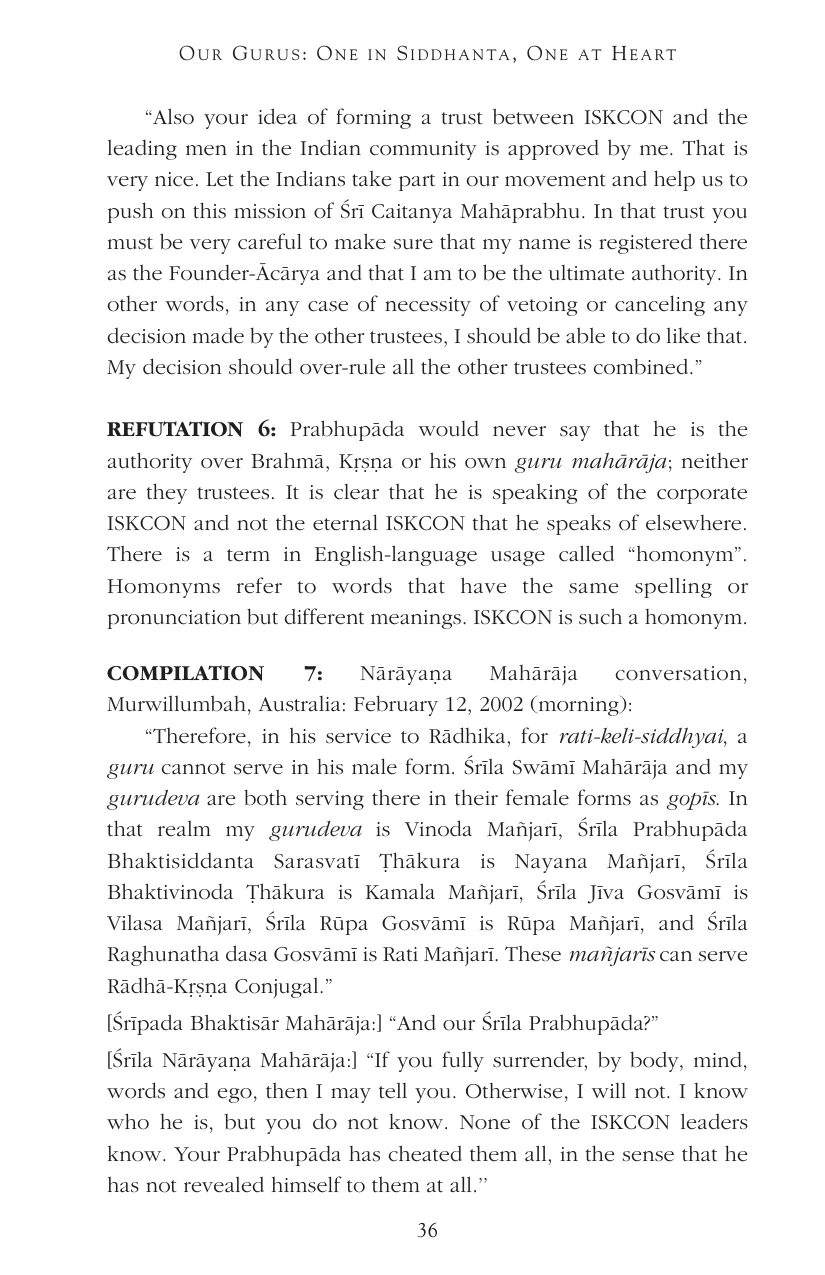 OUR GURUS: ONE IN SIDDHANTA, ONE AT HEART
“Also your idea of forming a trust between ISKCON and the
leading men in the Indian community is approved by me. That is
very nice. Let the Indians take part in our movement and help us to
push on this mission of Śrī Caitanya Mahāprabhu. In that trust you
must be very careful to make sure that my name is registered there
as the Founder-Ācārya and that I am to be the ultimate authority. In
other words, in any case of necessity of vetoing or canceling any
decision made by the other trustees, I should be able to do like that.
My decision should over-rule all the other trustees combined.”
REFUTATION 6: Prabhupāda would never say that he is the
authority over Brahmā, Kṛṣṇa or his own guru mahārāja; neither
are they trustees. It is clear that he is speaking of the corporate
ISKCON and not the eternal ISKCON that he speaks of elsewhere.
There is a term in English-language usage called “homonym”.
Homonyms refer to words that have the same spelling or
pronunciation but different meanings. ISKCON is such a homonym.
COMPILATION 7: Nārāyaṇa Mahārāja conversation,
Murwillumbah, Australia: February 12, 2002 (morning):
“Therefore, in his service to Rādhika, for rati-keli-siddhyai, a
guru cannot serve in his male form. Śrīla Swāmī Mahārāja and my
gurudeva are both serving there in their female forms as gopīs. In
that realm my gurudeva is Vinoda Mañjarī, Śrīla Prabhupāda
Bhaktisiddanta Sarasvatī Ṭhākura is Nayana Mañjarī, Śrīla
Bhaktivinoda Ṭhākura is Kamala Mañjarī, Śrīla Jīva Gosvāmī is
Vilasa Mañjarī, Śrīla Rūpa Gosvāmī is Rūpa Mañjarī, and Śrīla
Raghunatha dasa Gosvāmī is Rati Mañjarī. These mañjarīs can serve
Rādhā-Kṛṣṇa Conjugal.”
[Śrīpada Bhaktisār Mahārāja:] “And our Śrīla Prabhupāda?”
[Śrīla Nārāyaṇa Mahārāja:] “If you fully surrender, by body, mind,
words and ego, then I may tell you. Otherwise, I will not. I know
who he is, but you do not know. None of the ISKCON leaders
know. Your Prabhupāda has cheated them all, in the sense that he
has not revealed himself to them at all.’’
36